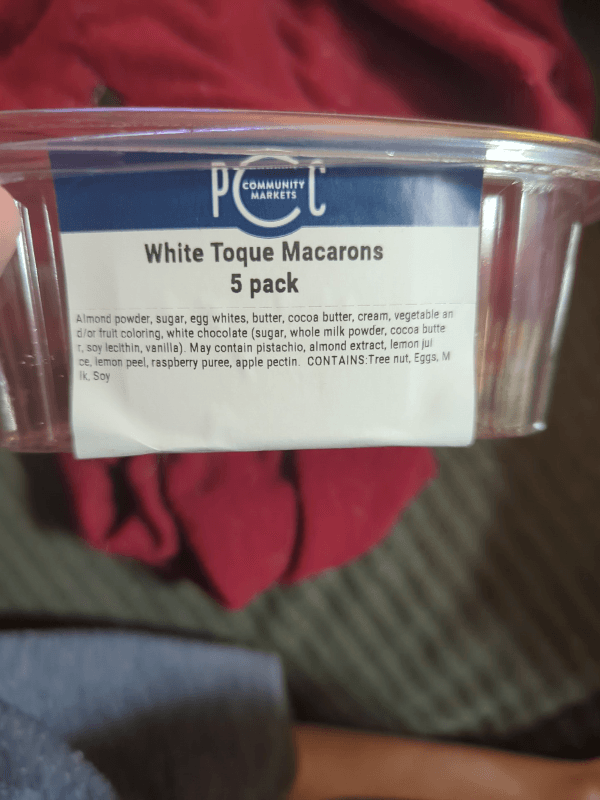 PCC
COMMUNITY
MARKETS
White Toque Macarons
5 pack
Almond powder, sugar, egg whites, butter, cocoa butter, cream, vegetable an
d/or fruit coloring, white chocolate (sugar, whole milk powder, cocoa butte
r, soy lecithin, vanilla). May contain pistachio, almond extract, lemon jui
ce, lemon peel, raspberry puree, apple pectin. CONTAINS:Tree nut, Eggs, M
lk, Soy